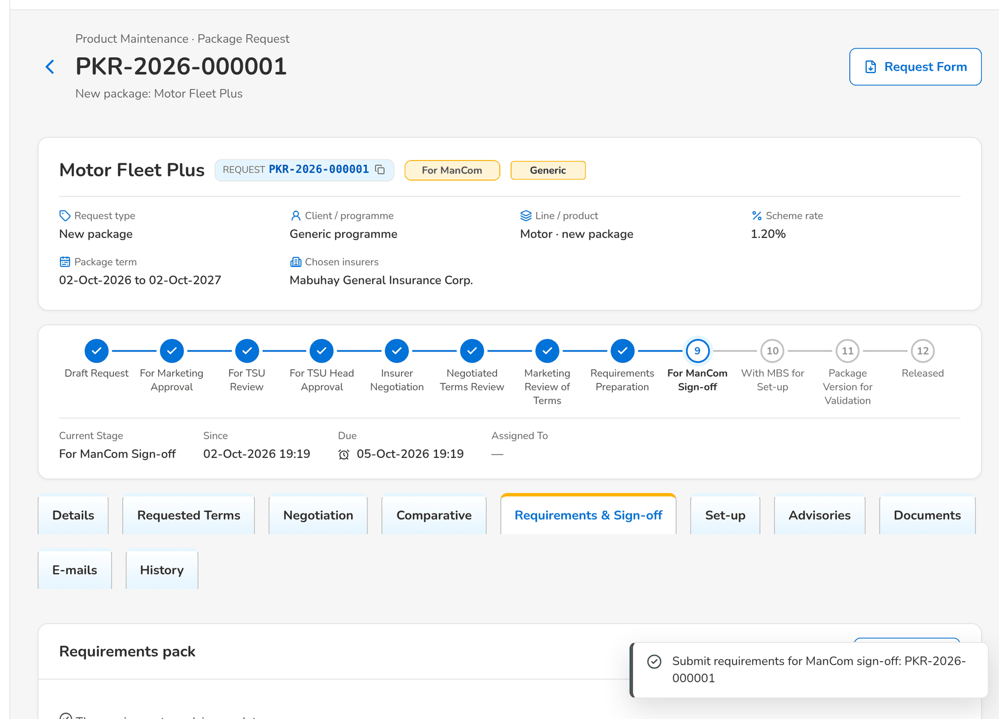 Product Maintenance · Package Request
PKR-2026-000001
New package: Motor Fleet Plus
Request Form
Motor Fleet Plus
REQUEST PKR-2026-000001
For ManCom
Generic
Request type
New package
Client / programme
Generic programme
Line / product
Motor · new package
Scheme rate
1.20%
Package term
02-Oct-2026 to 02-Oct-2027
Chosen insurers
Mabuhay General Insurance Corp.
Draft Request
For Marketing
Approval
For TSU
Review
For TSU Head
Approval
Insurer
Negotiation
Negotiated
Terms Review
Marketing
Review of
Terms
Requirements
Preparation
9
For ManCom
Sign-off
10
With MBS for
Set-up
11
Package
Version for
Validation
12
Released
Current Stage
For ManCom Sign-off
Since
02-Oct-2026 19:19
Due
05-Oct-2026 19:19
Assigned To
—
Details
Requested Terms
Negotiation
Comparative
Requirements & Sign-off
Set-up
Advisories
Documents
E-mails
History
Requirements pack
Submit requirements for ManCom sign-off: PKR-2026-
000001